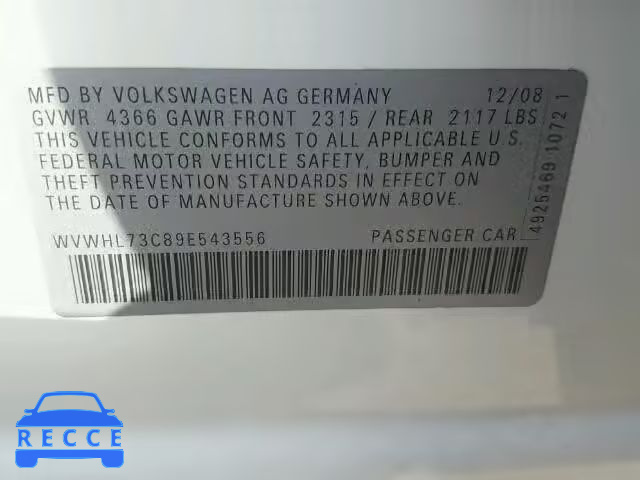 MFD BY VOLKSWAGEN AG GERMANY 12/08
GVWR 4366 GAWR FRONT 2315 / REAR 2117 LBS
THIS VEHICLE CONFORMS TO ALL APPLICABLE U.S.
FEDERAL MOTOR VEHICLE SAFETY, BUMPER AND
THEFT PREVENTION STANDARDS IN EFFECT ON
THE DATE OF MANUFACTURE SHOWN ABOVE.
WVWHL73C89E543556 PASSENGER CAR
4925469 1072 1
RECCE